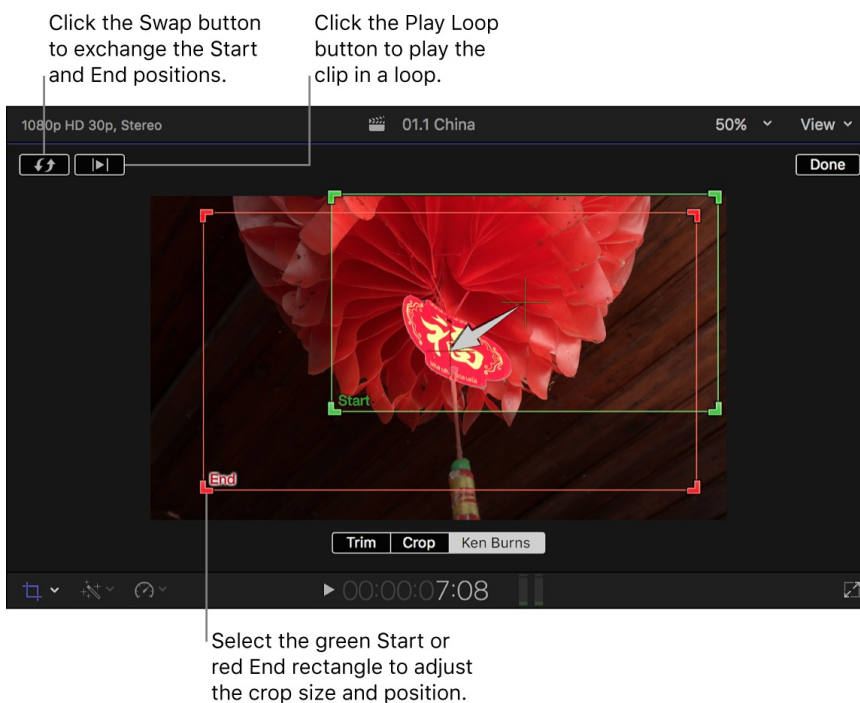 Click the Swap button
to exchange the Start
and End positions.
Click the Play Loop
button to play the
clip in a loop.
1080p HD 30p, Stereo
01.1 China
50%
View
Done
福
Start
End
Trim Crop Ken Burns
00:00:07:08
Select the green Start or
red End rectangle to adjust
the crop size and position.